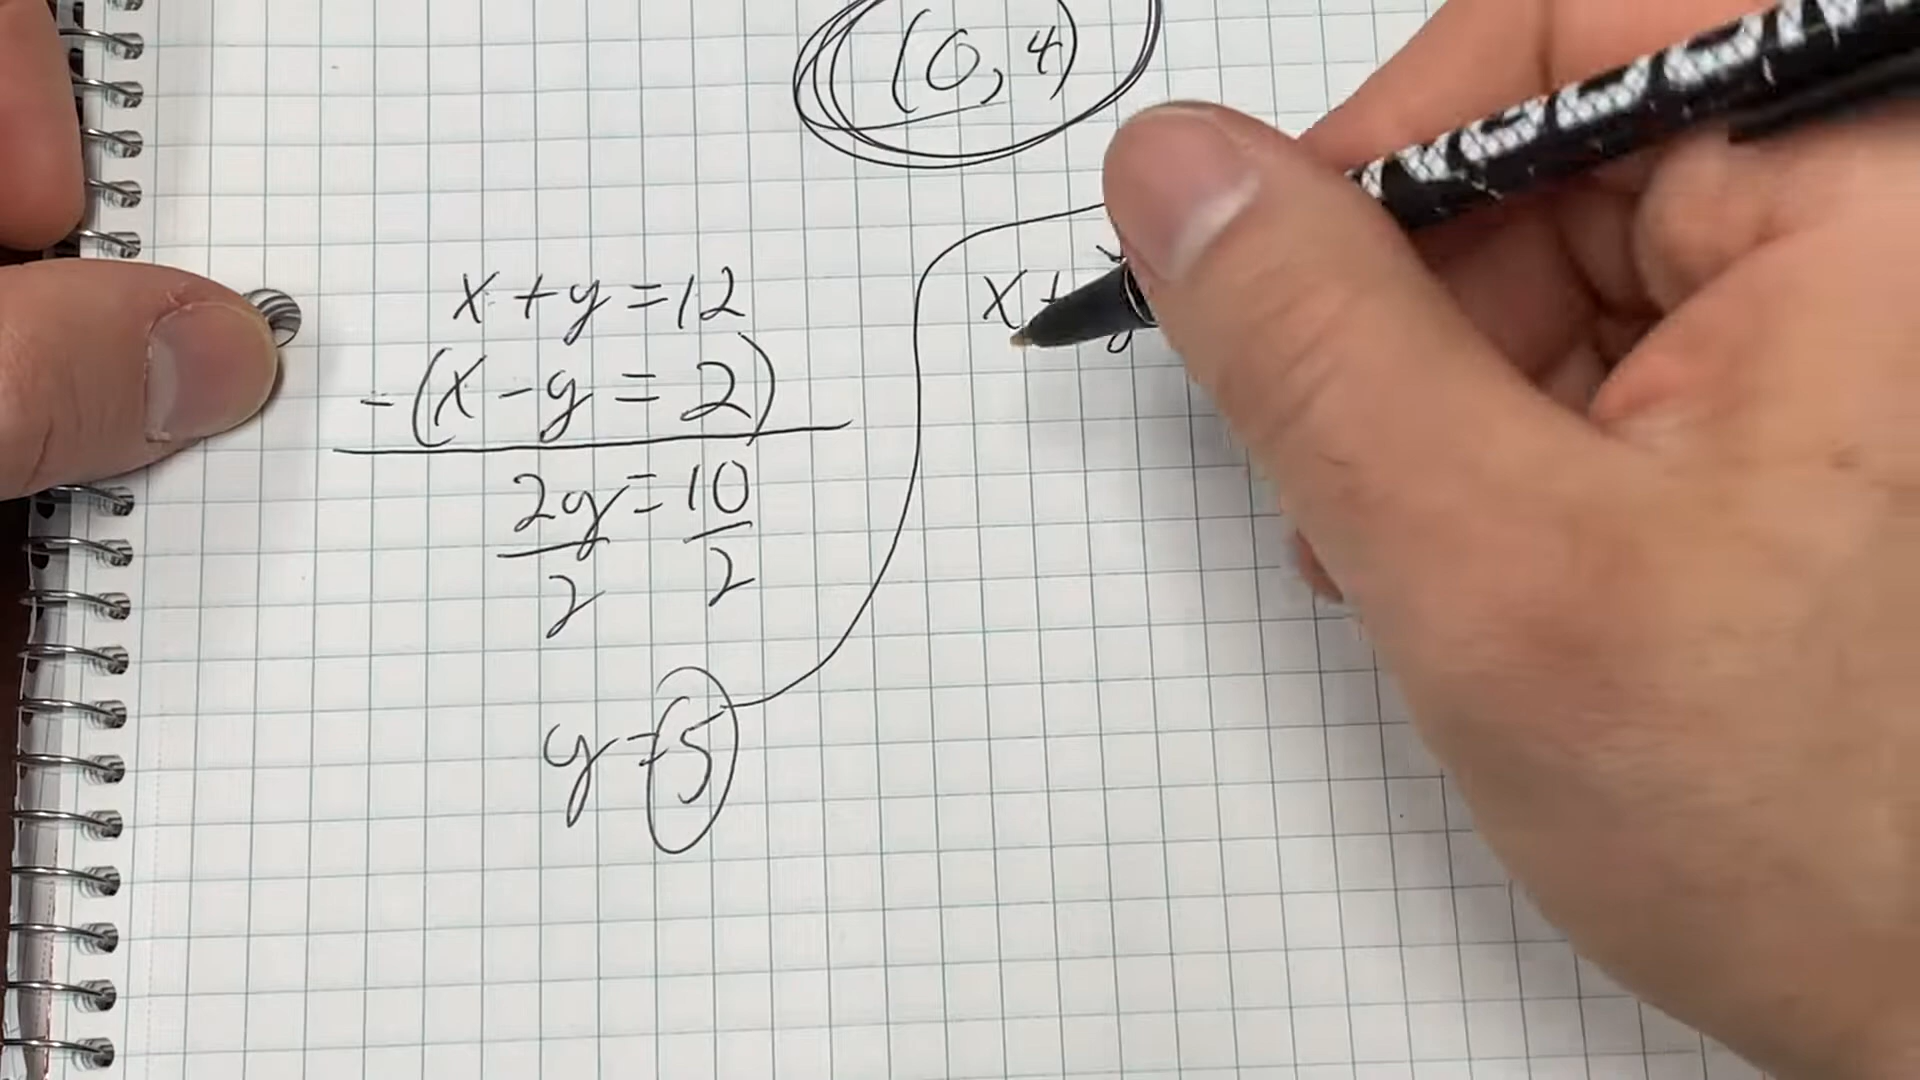 (0,4)
x+y=12
-(x-y=2)
2y=10
2 2
y=5
x+y